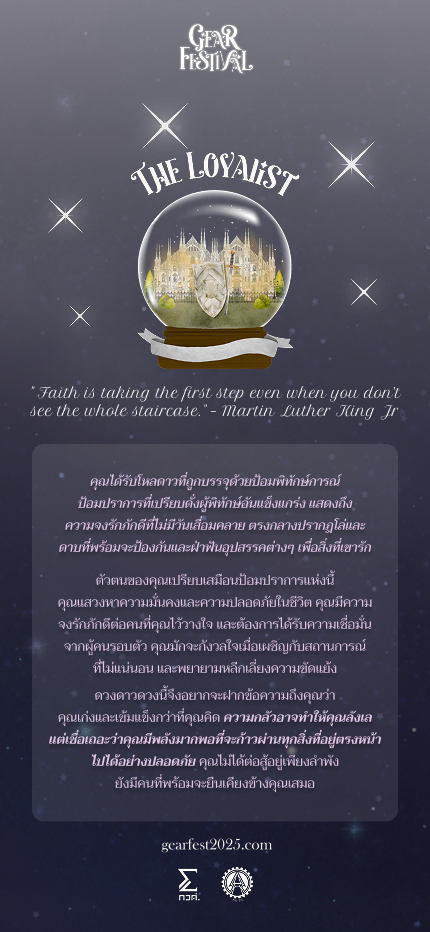 GEAR
FESTIVAL
THE LOYALIST
"Faith is taking the first step even when you don't
see the whole staircase." - Martin Luther King Jr
คุณได้รับโหลดาวที่ถูกบรรจุด้วยป้อมพิทักษ์การณ์
ป้อมปราการที่เปรียบดั่งผู้พิทักษ์อันแข็งแกร่ง แสดงถึง
ความจงรักภักดีที่ไม่มีวันเสื่อมคลาย ตรงกลางปรากฎโล่และ
ดาบที่พร้อมจะป้องกันและฝ่าฟันอุปสรรคต่างๆ เพื่อสิ่งที่เขารัก
ตัวตนของคุณเปรียบเสมือนป้อมปราการแห่งนี้
คุณแสวงหาความมั่นคงและความปลอดภัยในชีวิต คุณมีความ
จงรักภักดีต่อคนที่คุณไว้วางใจ และต้องการได้รับความเชื่อมั่น
จากผู้คนรอบตัว คุณมักจะกังวลใจเมื่อเผชิญกับสถานการณ์
ที่ไม่แน่นอน และพยายามหลีกเลี่ยงความขัดแย้ง
ดวงดาวดวงนี้จึงอยากจะฝากข้อความถึงคุณว่า
คุณเก่งและเข้มแข็งกว่าที่คุณคิด ความกลัวอาจทำให้คุณลังเล
แต่เชื่อเถอะว่าคุณมีพลังมากพอที่จะก้าวผ่านทุกสิ่งที่อยู่ตรงหน้า
ไปได้อย่างปลอดภัย คุณไม่ได้ต่อสู้อยู่เพียงลำพัง
ยังมีคนที่พร้อมจะยืนเคียงข้างคุณเสมอ
gearfest2025.com
กวศ.